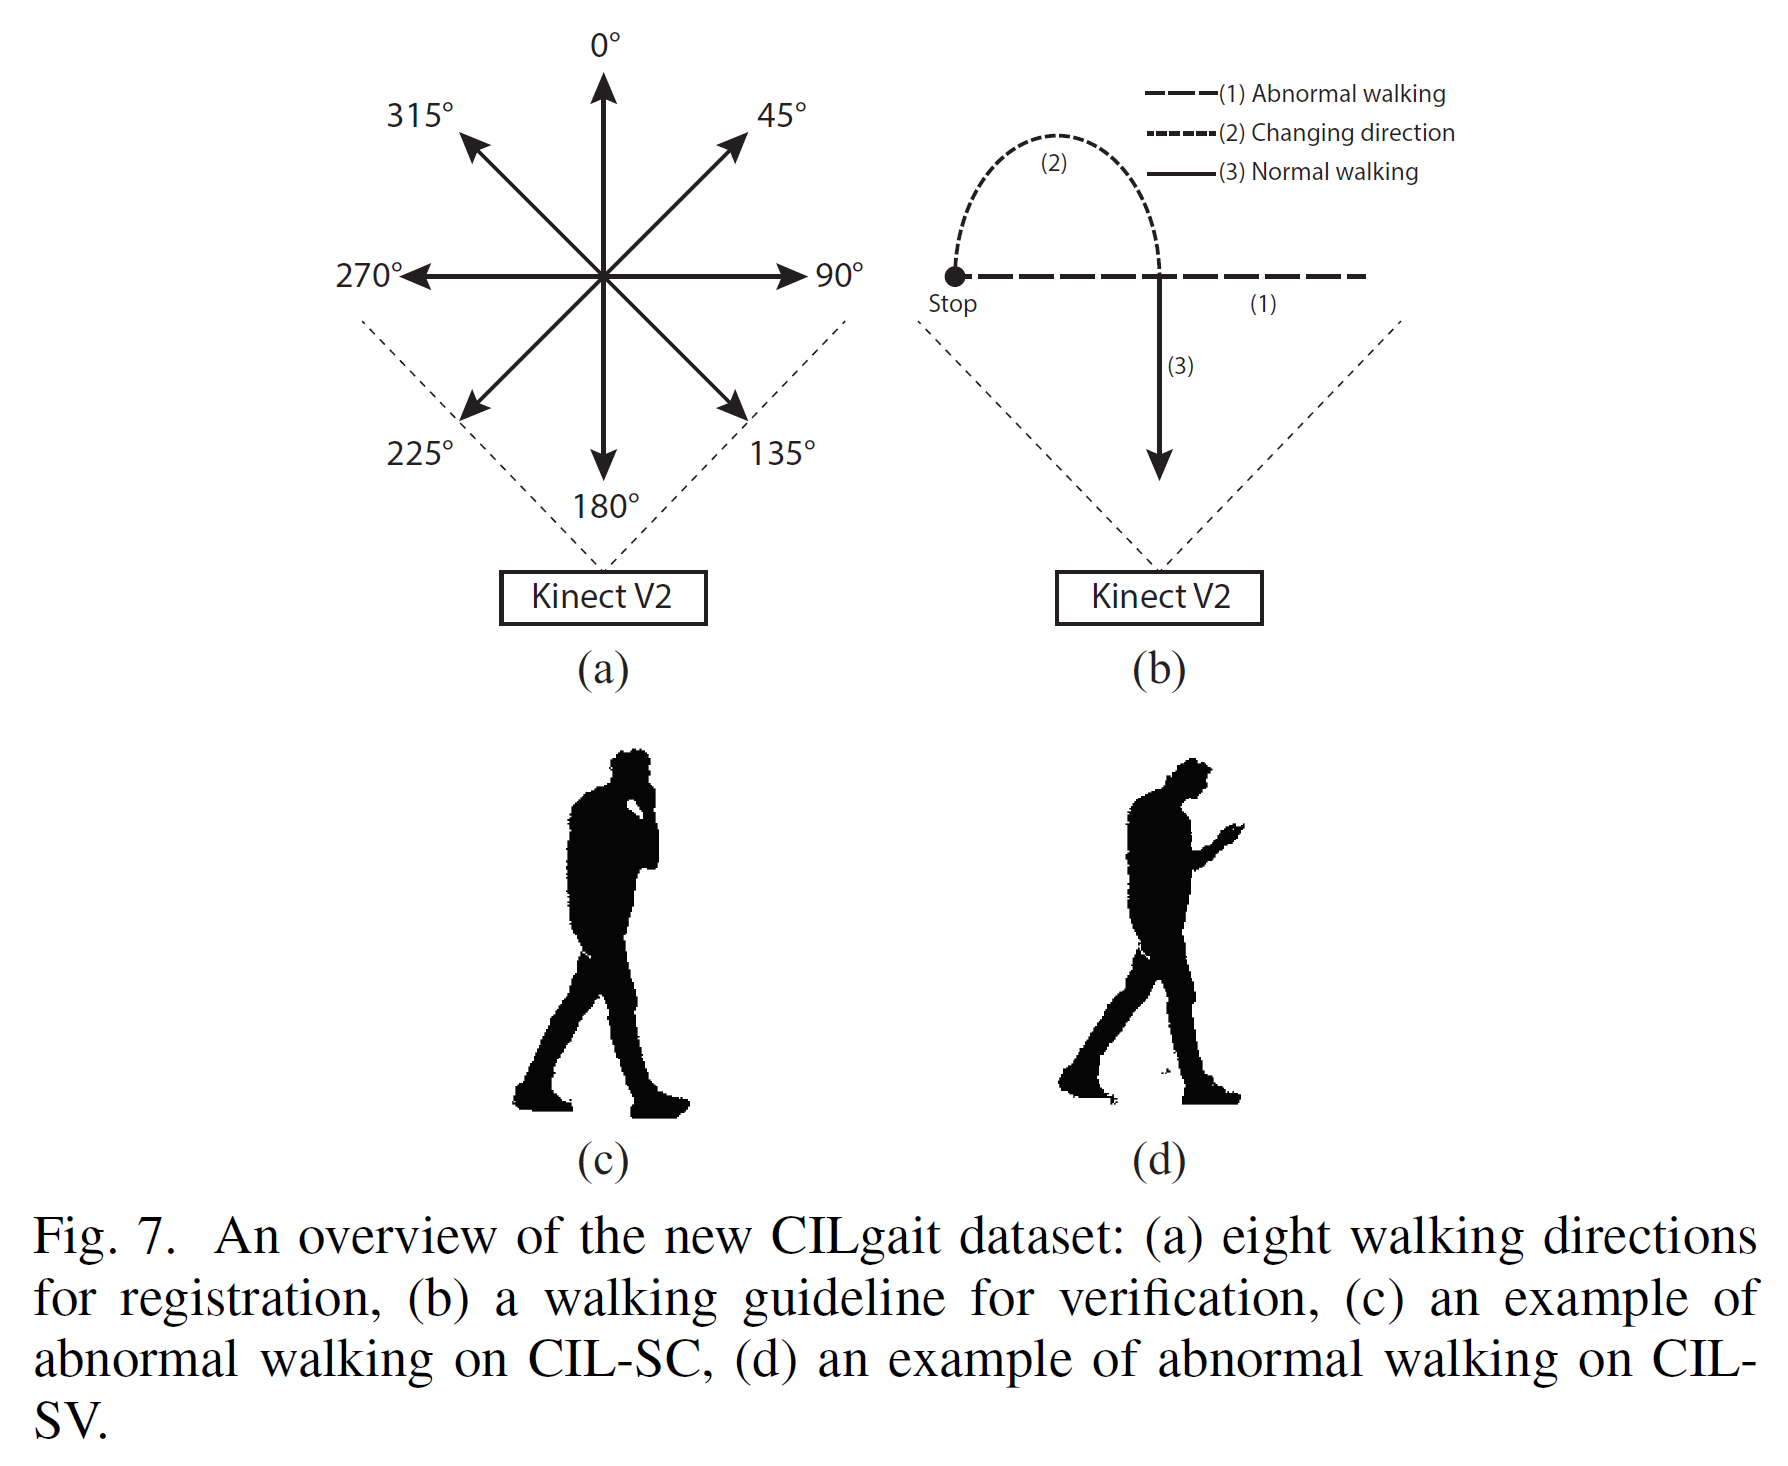 0°
315°
45°
270°
90°
225°
135°
180°
Kinect V2
(a)
(1) Abnormal walking
(2) Changing direction
(3) Normal walking
(2)
Stop
(1)
(3)
Kinect V2
(b)
(c)
(d)
Fig. 7. An overview of the new CILgait dataset: (a) eight walking directions
for registration, (b) a walking guideline for verification, (c) an example of
abnormal walking on CIL-SC, (d) an example of abnormal walking on CIL-
SV.